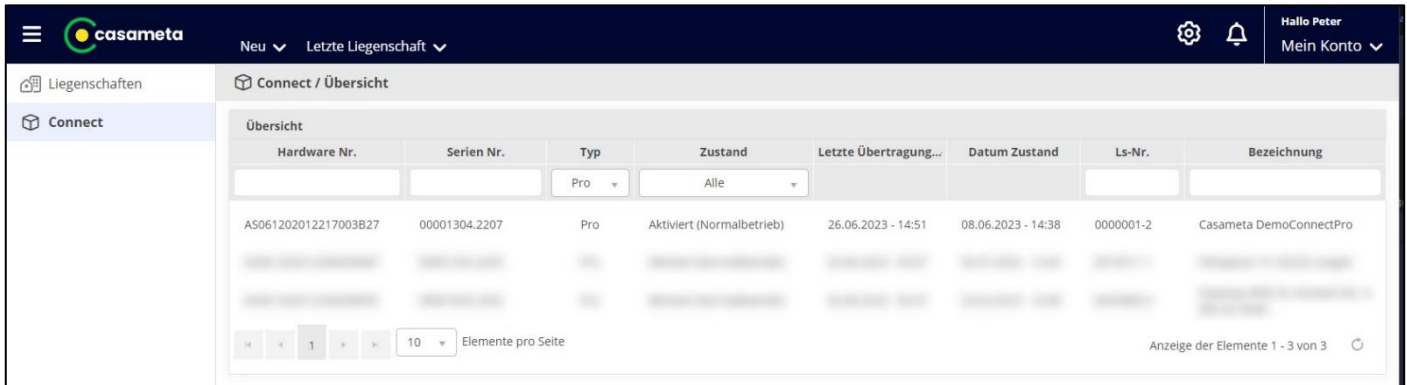 casameta
Neu Letzte Liegenschaft
Hallo Peter
Mein Konto
Liegenschaften
Connect
Connect / Übersicht
Übersicht
Hardware Nr. Serien Nr. Typ Zustand Letzte Übertragung... Datum Zustand Ls-Nr. Bezeichnung
Pro Alle
AS061202012217003B27 00001304.2207 Pro Aktiviert (Normalbetrieb) 26.06.2023 - 14:51 08.06.2023 - 14:38 0000001-2 Casameta DemoConnectPro
1 10 Elemente pro Seite Anzeige der Elemente 1 - 3 von 3